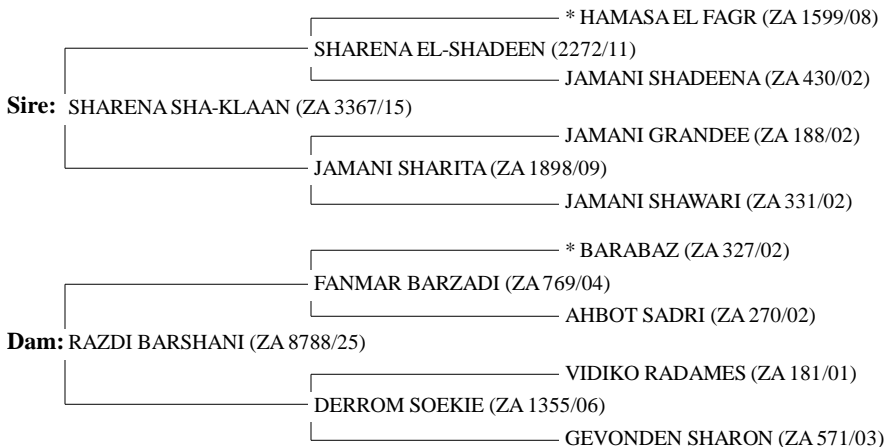 * HAMASA EL FAGR (ZA 1599/08)
SHARENA EL-SHADEEN (2272/11)
JAMANI SHADEENA (ZA 430/02)
Sire: SHARENA SHA-KLAAN (ZA 3367/15)
JAMANI GRANDEE (ZA 188/02)
JAMANI SHARITA (ZA 1898/09)
JAMANI SHAWARI (ZA 331/02)
* BARABAZ (ZA 327/02)
FANMAR BARZADI (ZA 769/04)
AHBOT SADRI (ZA 270/02)
Dam: RAZDI BARSHANI (ZA 8788/25)
VIDIKO RADAMES (ZA 181/01)
DERROM SOEKIE (ZA 1355/06)
GEVONDEN SHARON (ZA 571/03)